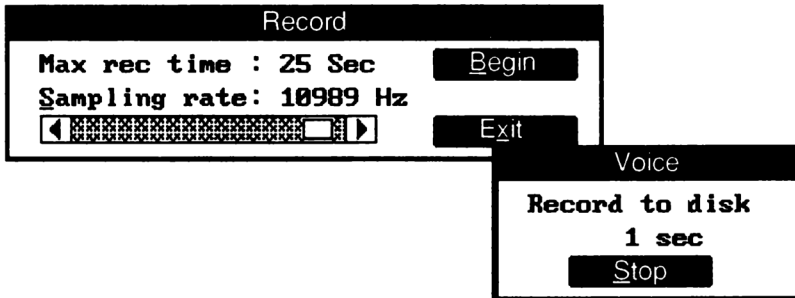 Record
Max rec time : 25 Sec
Begin
Sampling rate: 10989 Hz
Exit
Voice
Record to disk
1 sec
Stop